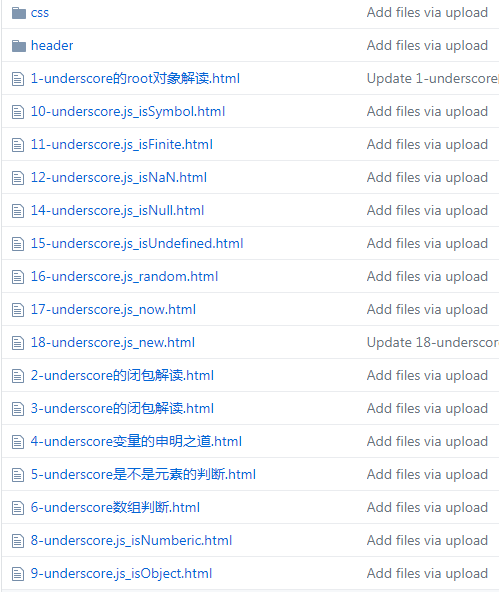 css Add files via upload
header Add files via upload
1-underscore的root对象解读.html Update 1-underscore
10-underscore.js_isSymbol.html Add files via upload
11-underscore.js_isFinite.html Add files via upload
12-underscore.js_isNaN.html Add files via upload
14-underscore.js_isNull.html Add files via upload
15-underscore.js_isUndefined.html Add files via upload
16-underscore.js_random.html Add files via upload
17-underscore.js_now.html Add files via upload
18-underscore.js_new.html Update 18-underscor
2-underscore的闭包解读.html Add files via upload
3-underscore的闭包解读.html Add files via upload
4-underscore变量的申明之道.html Add files via upload
5-underscore是不是元素的判断.html Add files via upload
6-underscore数组判断.html Add files via upload
8-underscore.js_isNumberic.html Add files via upload
9-underscore.js_isObject.html Add files via upload